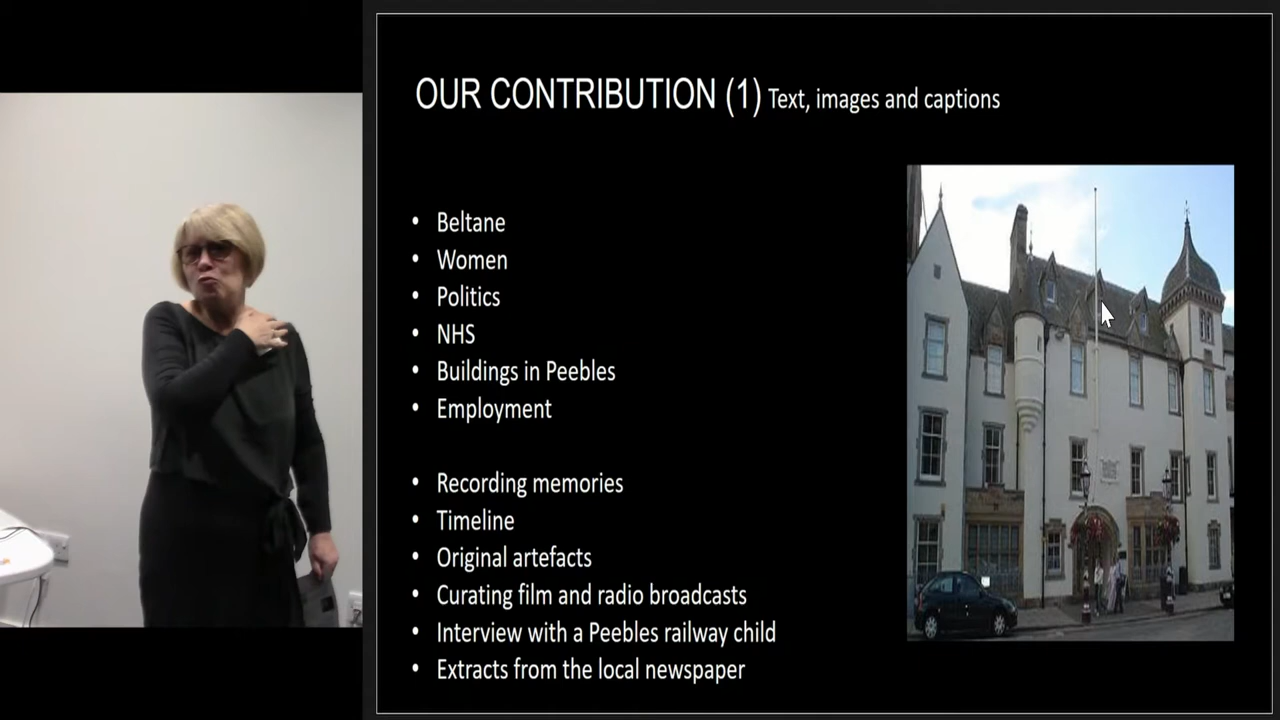 OUR CONTRIBUTION (1) Text, images and captions
• Beltane
• Women
• Politics
• NHS
• Buildings in Peebles
• Employment
• Recording memories
• Timeline
• Original artefacts
• Curating film and radio broadcasts
• Interview with a Peebles railway child
• Extracts from the local newspaper